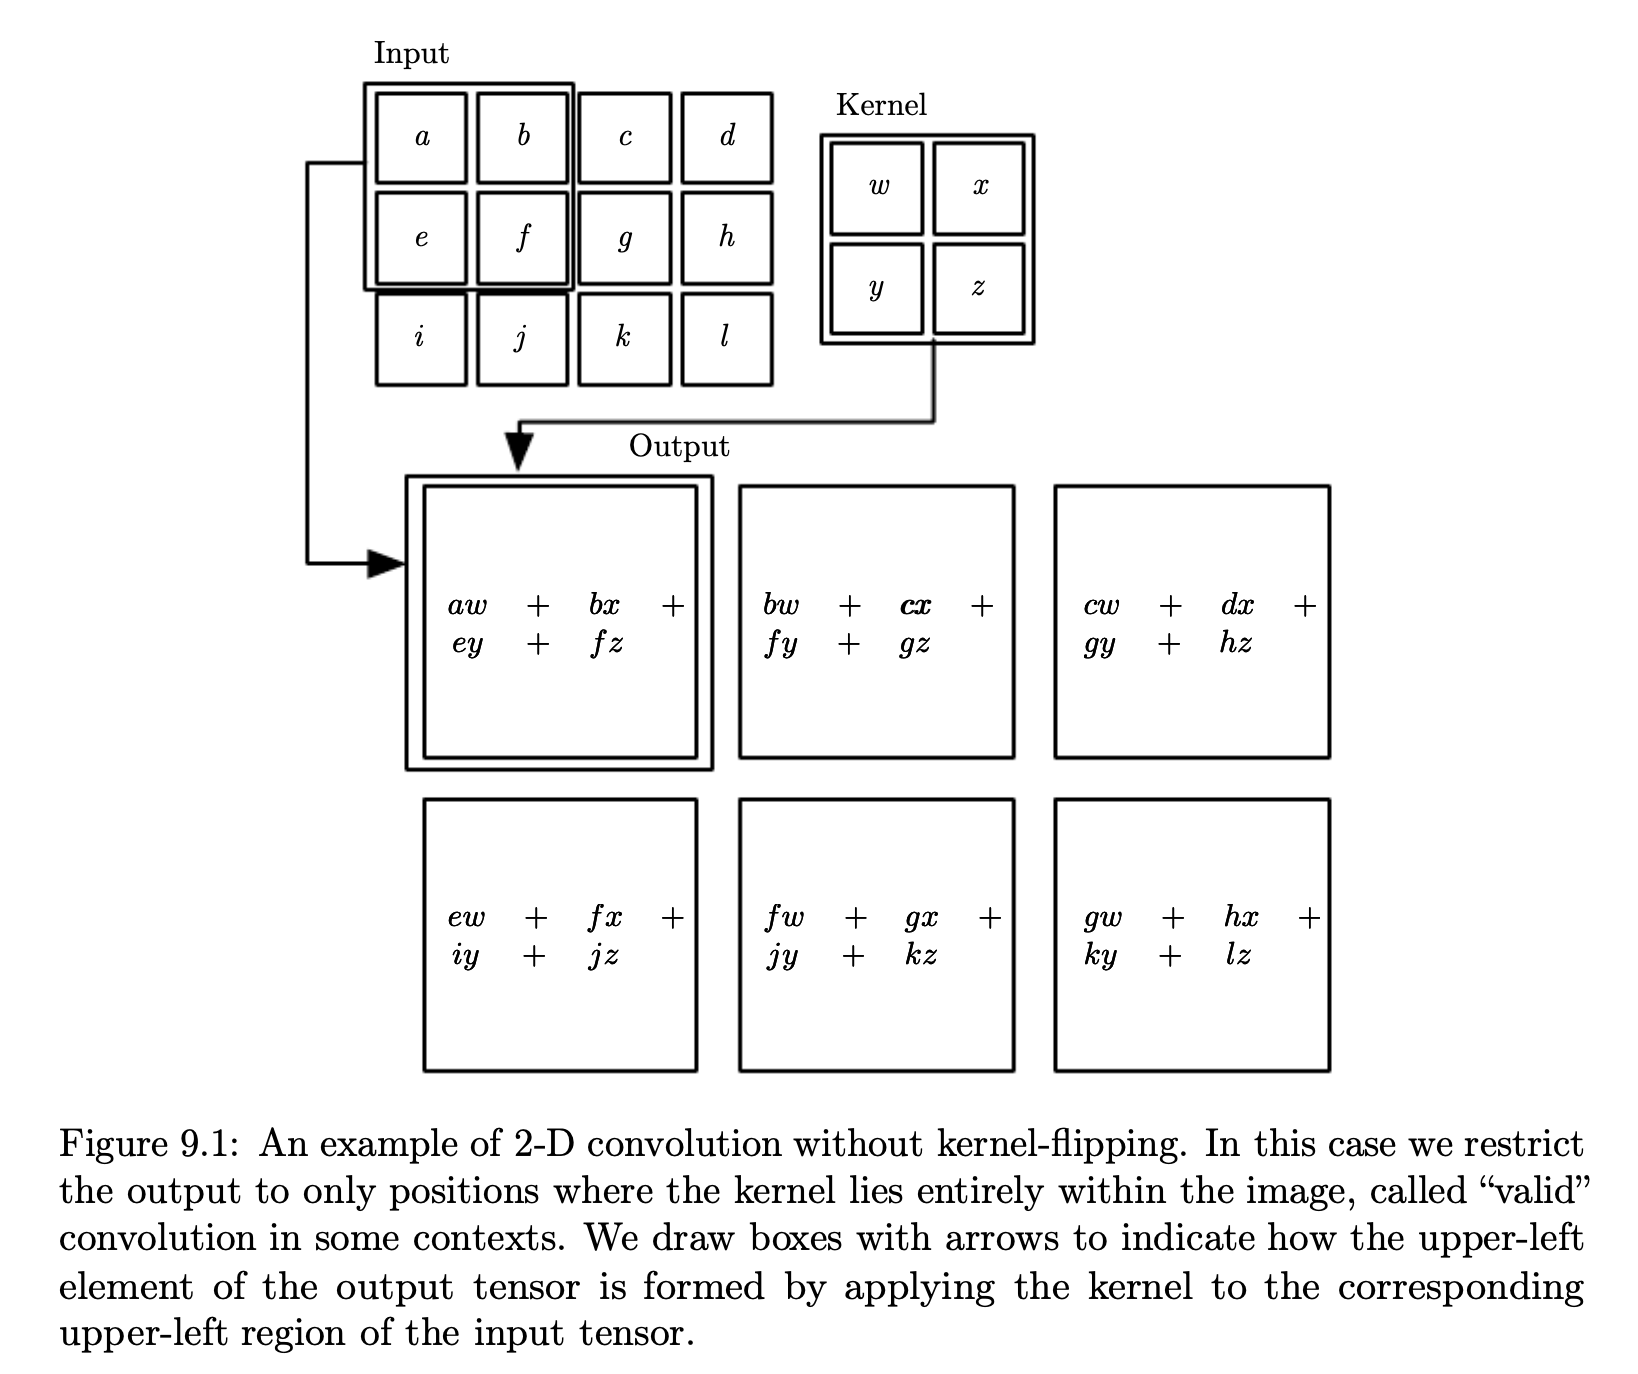 Input
Kernel
a b c d
w x
e f g h
y z
i j k l
Output
aw + bx +
ey + fz
bw + cx +
fy + gz
cw + dx +
gy + hz
ew + fx +
iy + jz
fw + gx +
jy + kz
gw + hx +
ky + lz
Figure 9.1: An example of 2-D convolution without kernel-flipping. In this case we restrict
the output to only positions where the kernel lies entirely within the image, called “valid”
convolution in some contexts. We draw boxes with arrows to indicate how the upper-left
element of the output tensor is formed by applying the kernel to the corresponding
upper-left region of the input tensor.